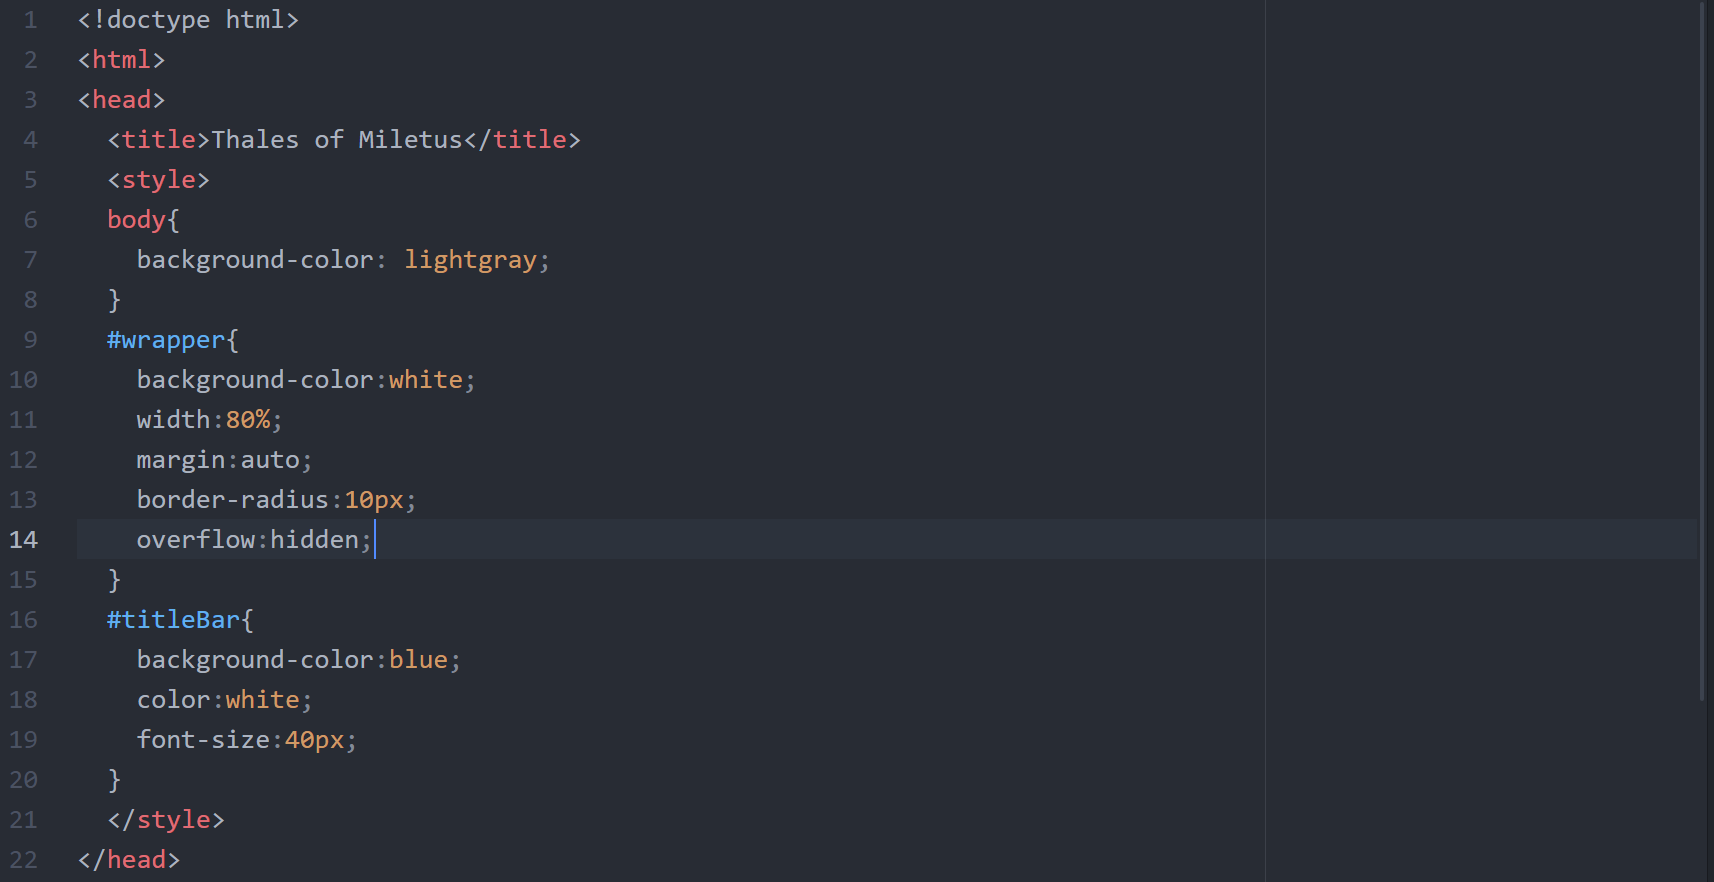 1 <!doctype html>
2 <html>
3 <head>
4   <title>Thales of Miletus</title>
5   <style>
6   body{
7     background-color: lightgray;
8   }
9   #wrapper{
10     background-color:white;
11     width:80%;
12     margin:auto;
13     border-radius:10px;
14     overflow:hidden;
15   }
16   #titleBar{
17     background-color:blue;
18     color:white;
19     font-size:40px;
20   }
21   </style>
22 </head>